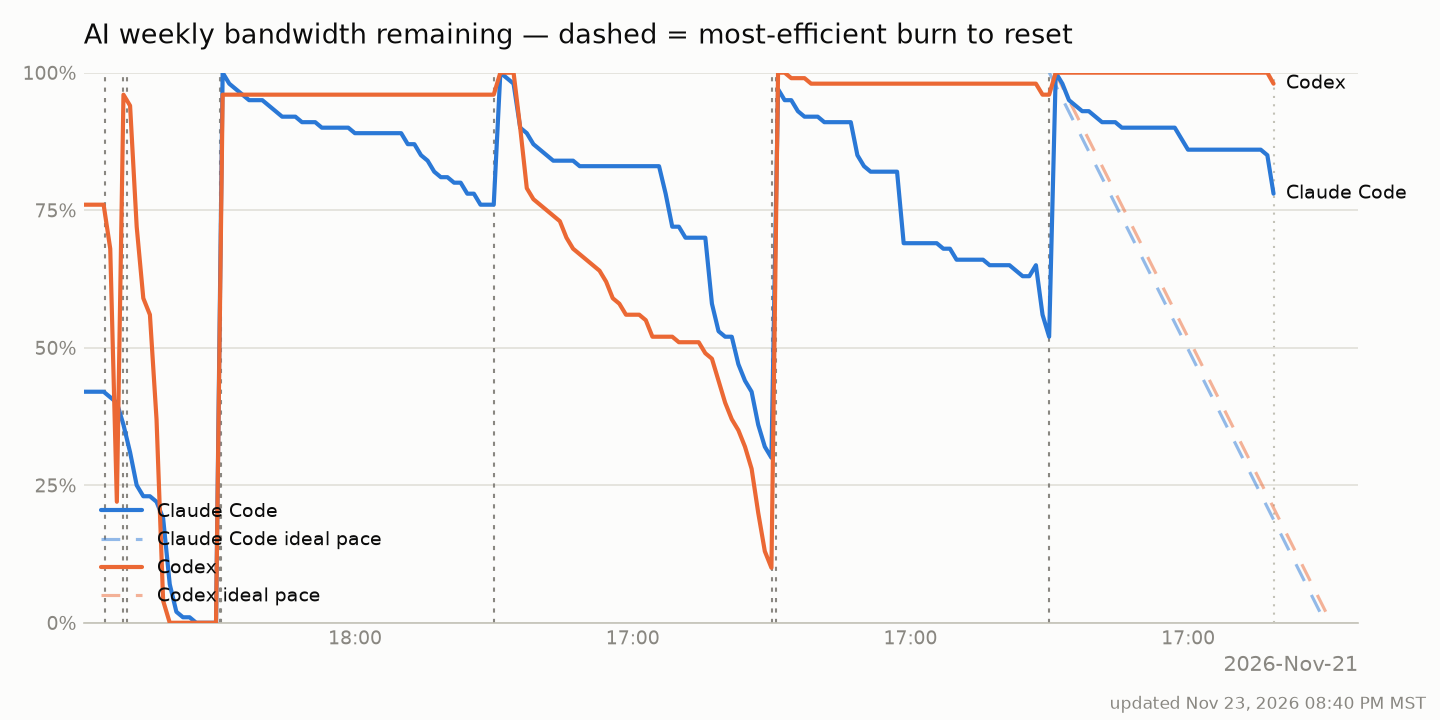 AI weekly bandwidth remaining — dashed = most-efficient burn to reset
100%
75%
50%
25%
0%
Codex
Claude Code
Claude Code
Claude Code ideal pace
Codex
Codex ideal pace
18:00
17:00
17:00
17:00
2026-Nov-21
updated Nov 23, 2026 08:40 PM MST